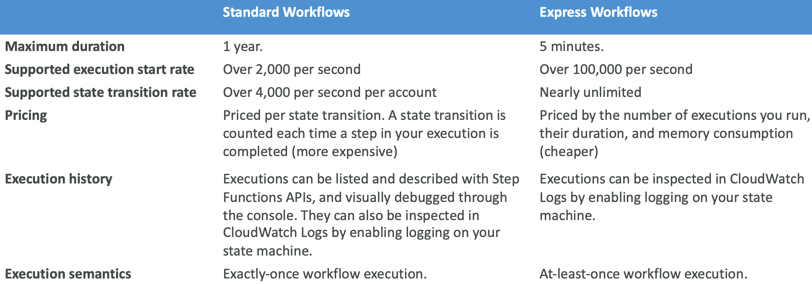 Standard Workflows Express Workflows
Maximum duration 1 year. 5 minutes.
Supported execution start rate Over 2,000 per second Over 100,000 per second
Supported state transition rate Over 4,000 per second per account Nearly unlimited
Pricing Priced per state transition. A state transition is Priced by the number of executions you run,
counted each time a step in your execution is their duration, and memory consumption
completed (more expensive) (cheaper)
Execution history Executions can be listed and described with Step Executions can be inspected in CloudWatch
Functions APIs, and visually debugged through Logs by enabling logging on your state
the console. They can also be inspected in machine.
CloudWatch Logs by enabling logging on your
state machine.
Execution semantics Exactly-once workflow execution. At-least-once workflow execution.